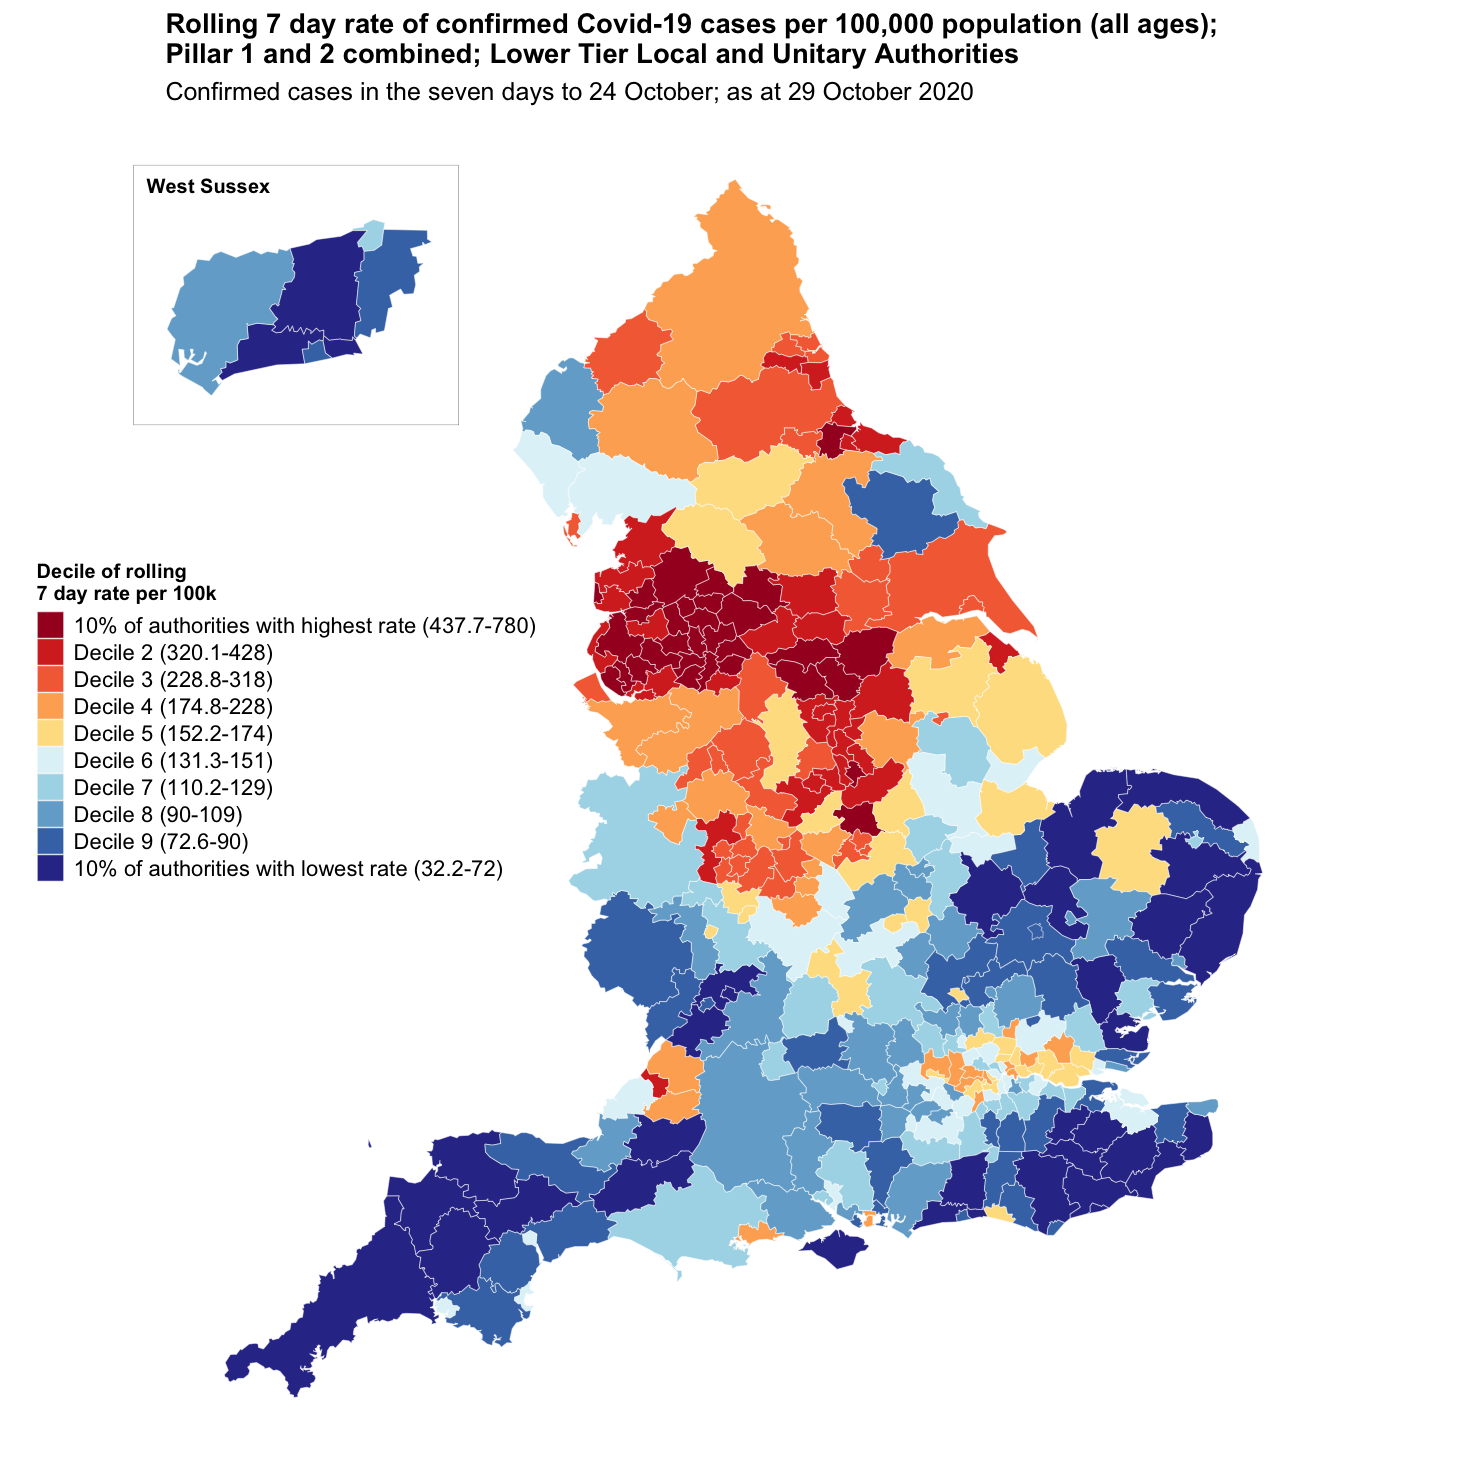 Rolling 7 day rate of confirmed Covid-19 cases per 100,000 population (all ages);
Pillar 1 and 2 combined; Lower Tier Local and Unitary Authorities
Confirmed cases in the seven days to 24 October; as at 29 October 2020
West Sussex
Decile of rolling
7 day rate per 100k
10% of authorities with highest rate (437.7-780)
Decile 2 (320.1-428)
Decile 3 (228.8-318)
Decile 4 (174.8-228)
Decile 5 (152.2-174)
Decile 6 (131.3-151)
Decile 7 (110.2-129)
Decile 8 (90-109)
Decile 9 (72.6-90)
10% of authorities with lowest rate (32.2-72)